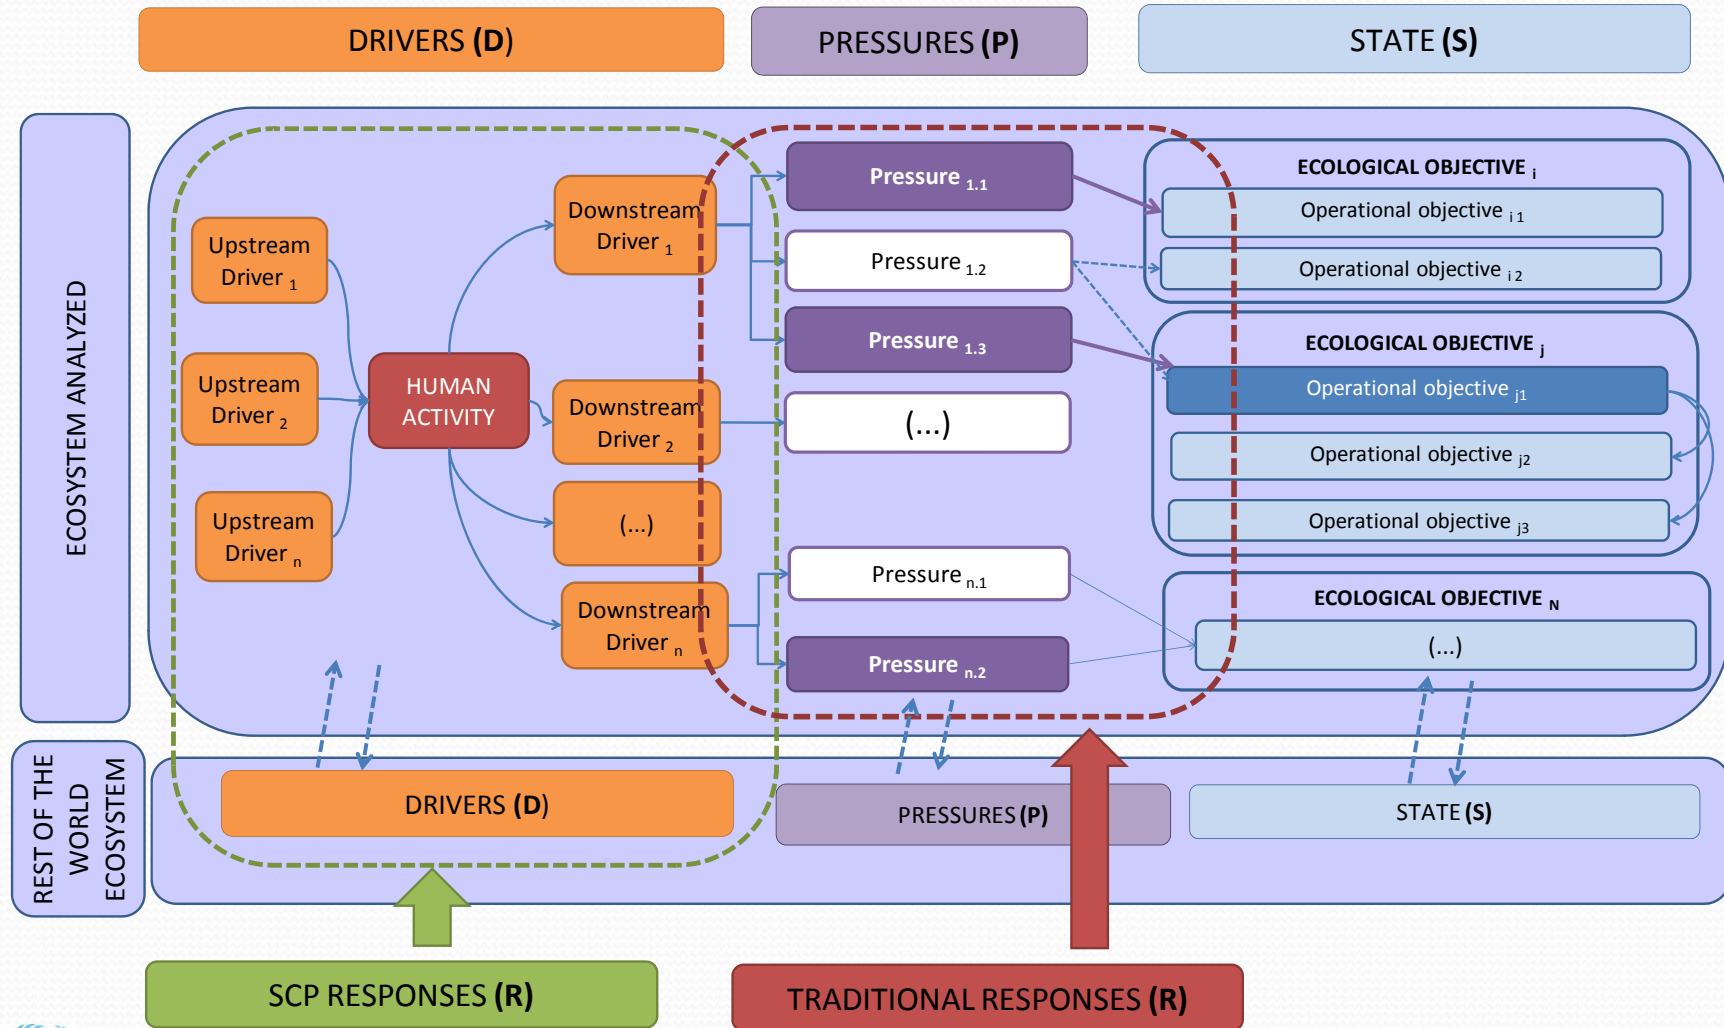 DRIVERS (D)
PRESSURES (P)
STATE (S)
ECOSYSTEM ANALYZED
Upstream
Driver 1
Upstream
Driver 2
Upstream
Driver n
HUMAN
ACTIVITY
Downstream
Driver 1
Downstream
Driver 2
(...)
Downstream
Driver n
Pressure 1.1
Pressure 1.2
Pressure 1.3
(...)
Pressure n.1
Pressure n.2
ECOLOGICAL OBJECTIVE i
Operational objective i 1
Operational objective i 2
ECOLOGICAL OBJECTIVE j
Operational objective j1
Operational objective j2
Operational objective j3
ECOLOGICAL OBJECTIVE N
(...)
REST OF THE
WORLD
ECOSYSTEM
DRIVERS (D)
PRESSURES (P)
STATE (S)
SCP RESPONSES (R)
TRADITIONAL RESPONSES (R)